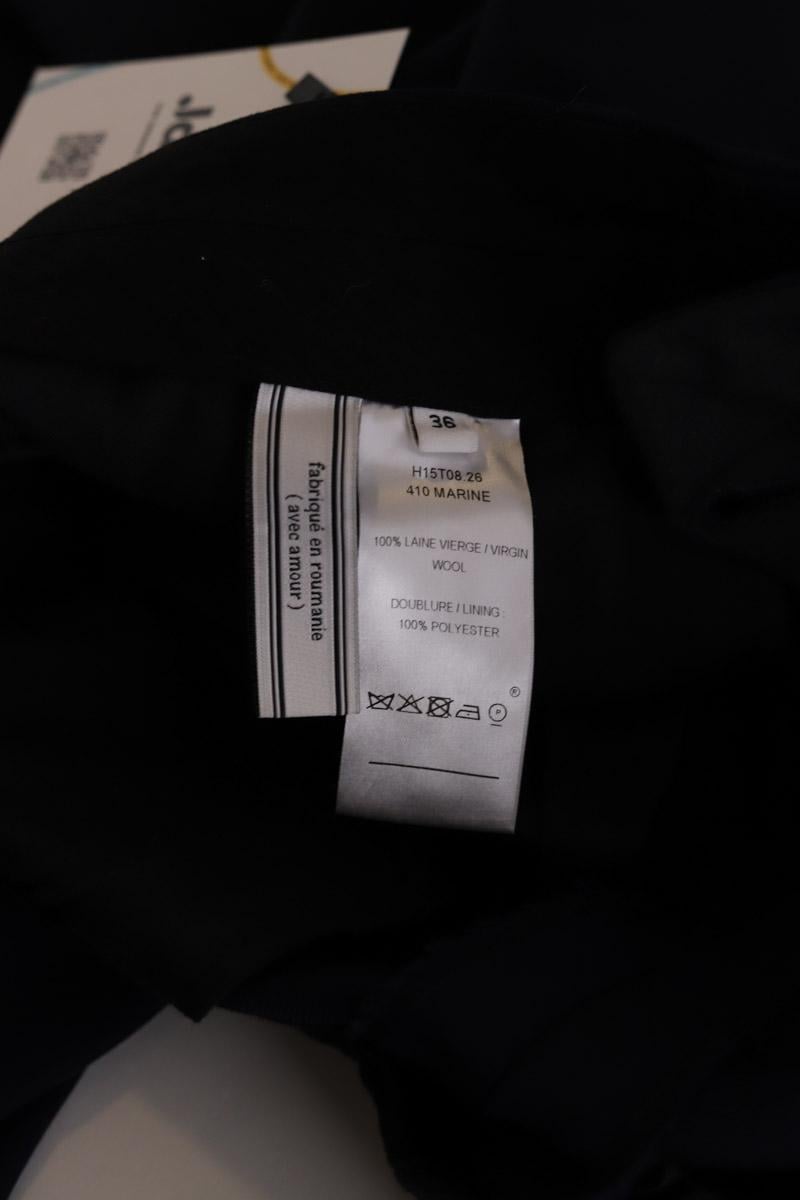 Jo
fabriqué en roumanie
( avec amour )
36
H15T08.26
410 MARINE
100% LAINE VIERGE / VIRGIN
WOOL
DOUBLURE / LINING :
100% POLYESTER
P
®